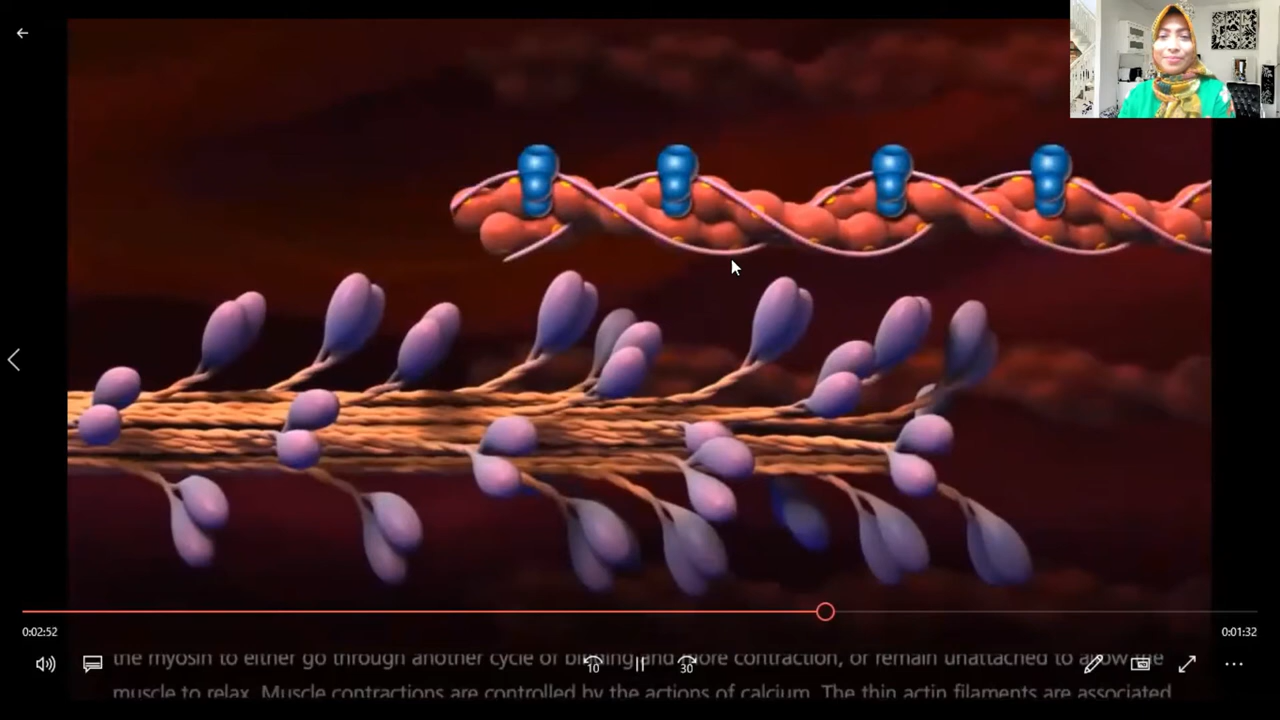 0:02:52
0:01:32
10
30
the myosin to either go through another cycle of binding and more contraction, or remain unattached to allow the
muscle to relax. Muscle contractions are controlled by the actions of calcium. The thin actin filaments are associated